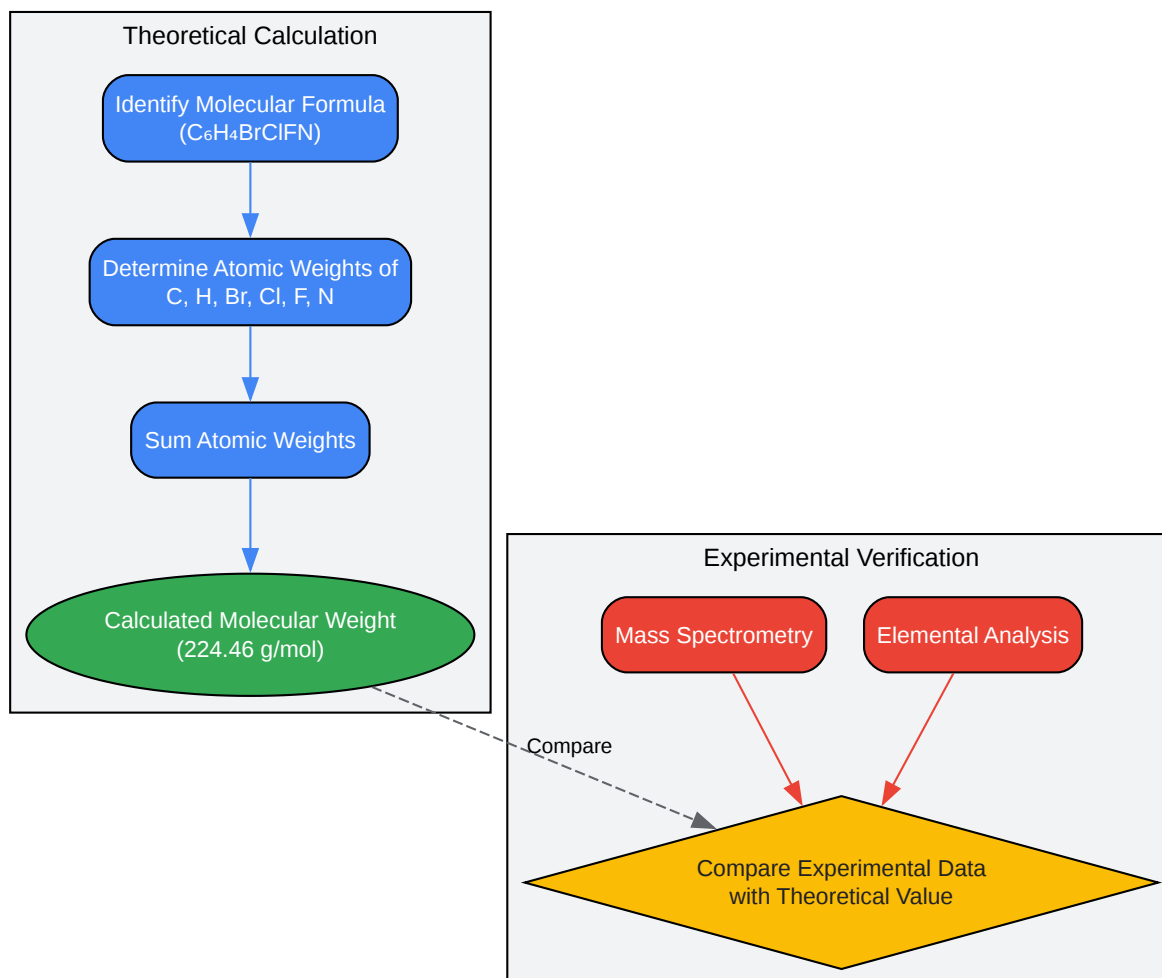 Theoretical Calculation
Identify Molecular Formula
(C₆H₄BrClFN)
Determine Atomic Weights of
C, H, Br, Cl, F, N
Sum Atomic Weights
Calculated Molecular Weight
(224.46 g/mol)
Compare
Experimental Verification
Mass Spectrometry
Elemental Analysis
Compare Experimental Data
with Theoretical Value